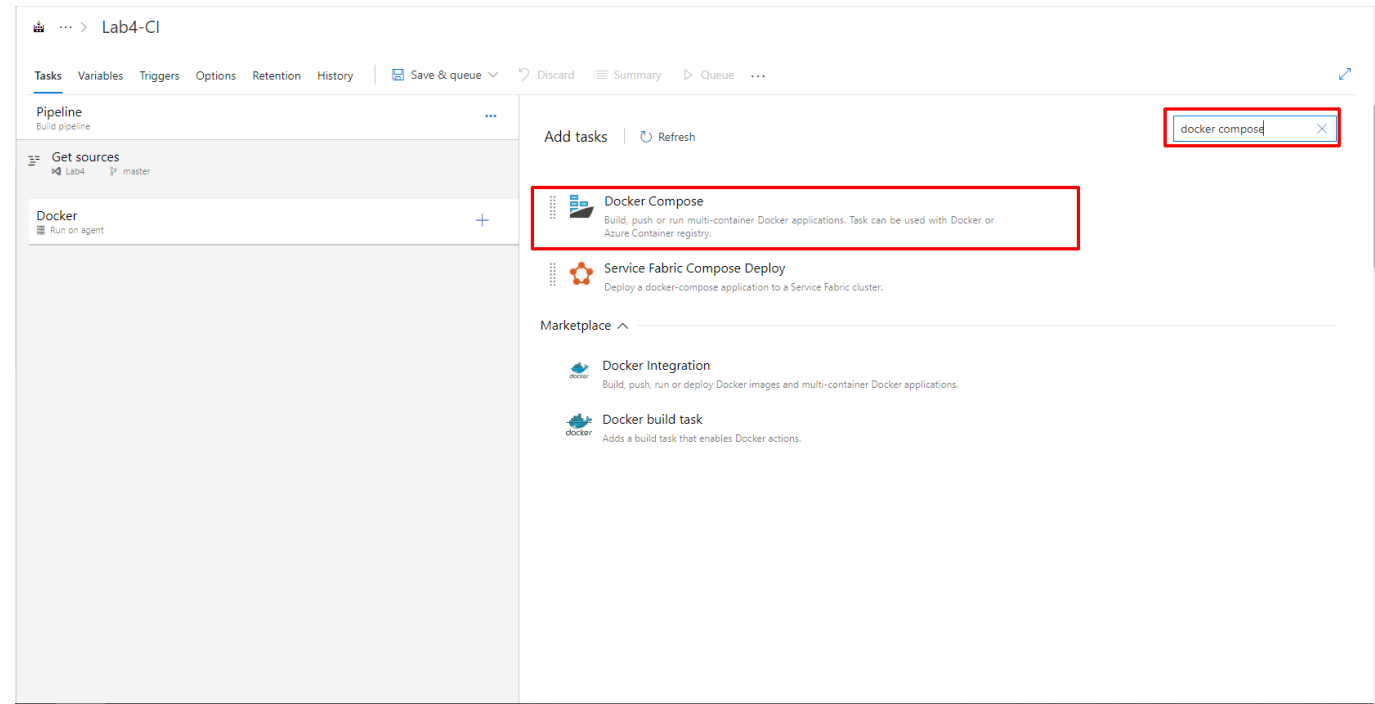 ··· > Lab4-CI
Tasks Variables Triggers Options Retention History Save & queue Discard Summary Queue ···
Pipeline
Build pipeline
Get sources
Lab4 master
Docker
Run on agent
Add tasks Refresh
docker compose
Docker Compose
Build, push or run multi-container Docker applications. Task can be used with Docker or
Azure Container registry.
Service Fabric Compose Deploy
Deploy a docker-compose application to a Service Fabric cluster.
Marketplace
docker
Docker Integration
Build, push, run or deploy Docker images and multi-container Docker applications.
docker
Docker build task
Adds a build task that enables Docker actions.